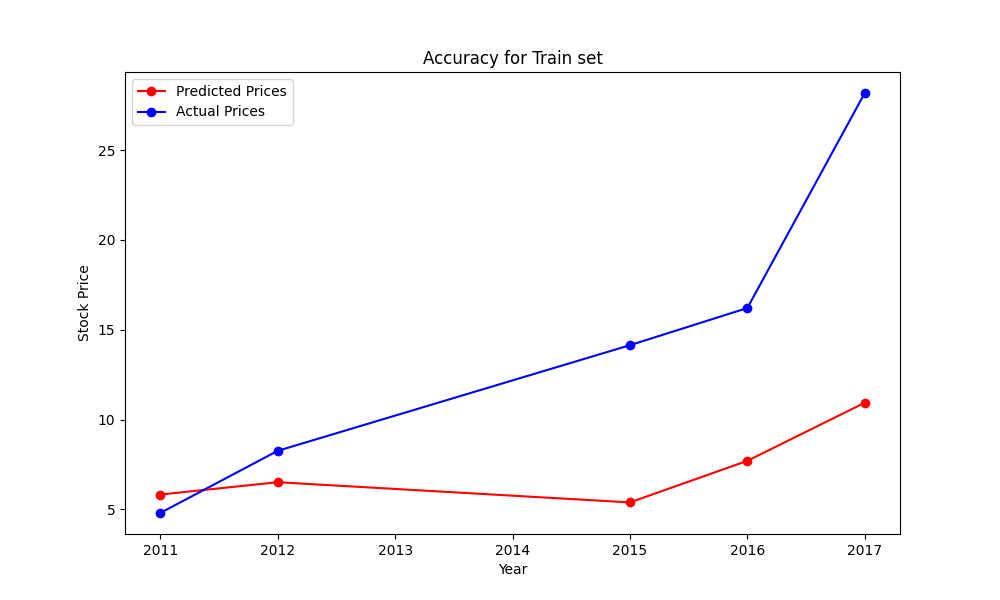 Accuracy for Train set
Predicted Prices
Actual Prices
Stock Price
25
20
15
10
5
2011 2012 2013 2014 2015 2016 2017
Year